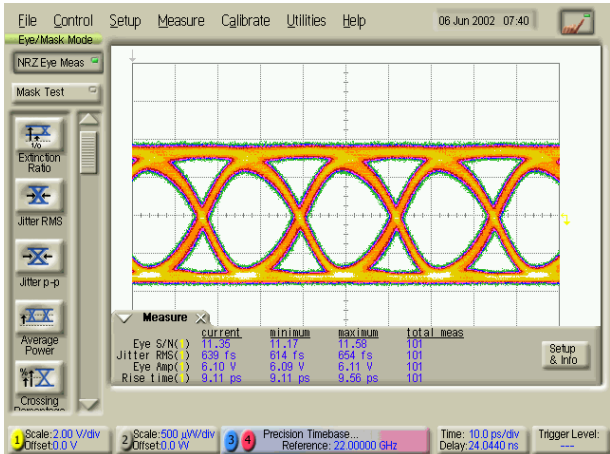 File Control Setup Measure Calibrate Utilities Help 06 Jun 2002 07:40
Eye/Mask Mode
NRZ Eye Meas
Mask Test
Extinction
Ratio
Jitter RMS
Jitter p-p
Average
Power
Crossing
Percentage
Measure
current minimum maximum total meas
Eye S/N(1) 11.35 11.17 11.58 101
Jitter RMS(1) 639 fs 614 fs 654 fs 101
Eye Amp(1) 6.10 V 6.09 V 6.11 V 101
Rise time(1) 9.11 ps 9.11 ps 9.56 ps 101
Setup
& Info
1 Scale:2.00 V/div
Offset:0.0 V
2 Scale:500 µW/div
Offset:0.0 W
3 4 Precision Timebase...
Reference: 22.00000 GHz
Time: 10.0 ps/div
Delay:24.0440 ns
Trigger Level:
---